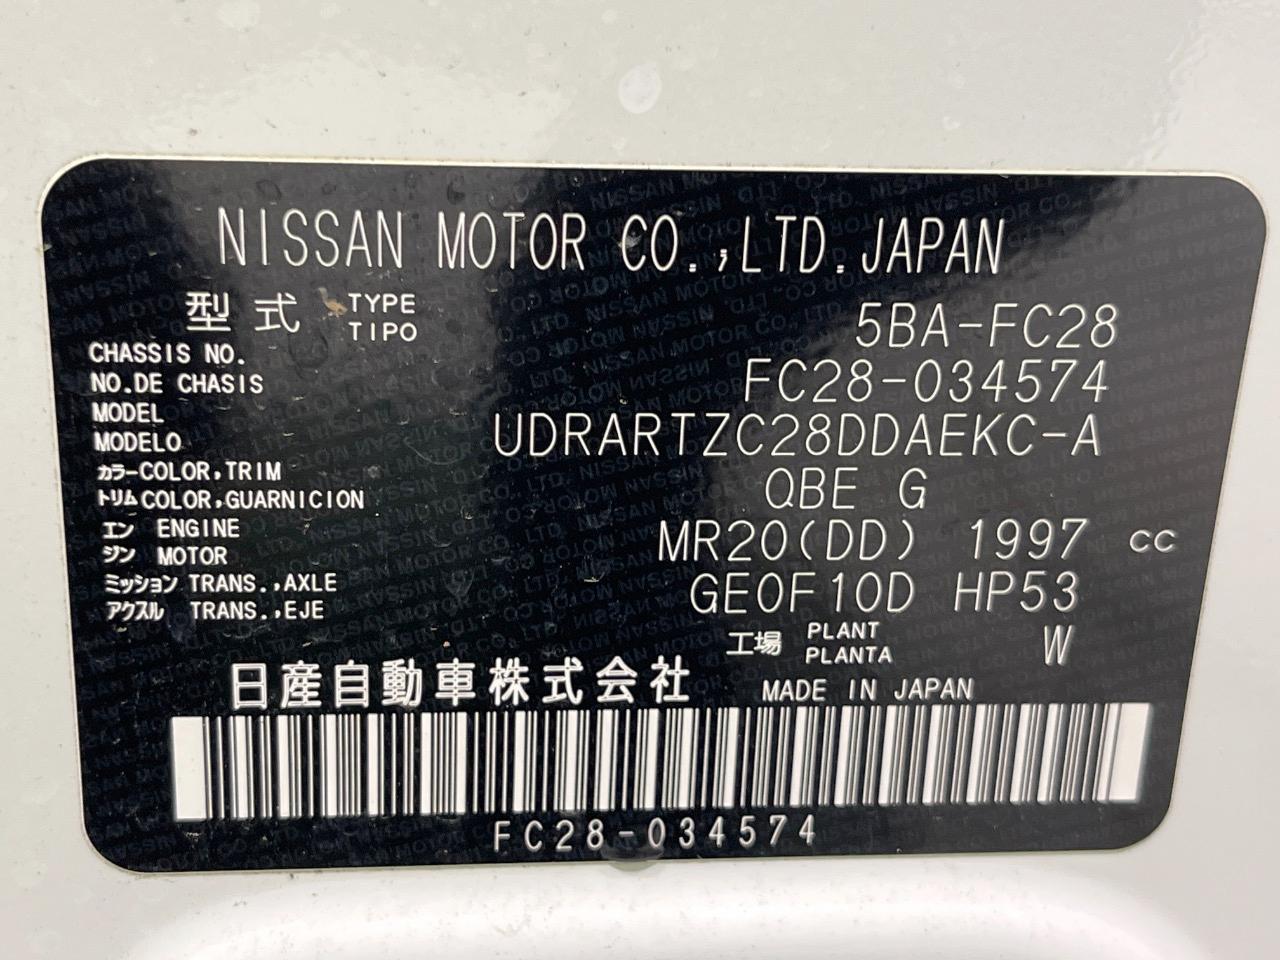 NISSAN MOTOR CO.,LTD.JAPAN
型式 TYPE TIPO 5BA-FC28
CHASSIS NO.
NO.DE CHASIS FC28-034574
MODEL
MODELO UDRARTZC28DDAEKC-A
カラー COLOR,TRIM
トリム COLOR,GUARNICION QBE G
エン ENGINE
ジン MOTOR MR20(DD) 1997 cc
ミッション TRANS.,AXLE
アクスル TRANS.,EJE GE0F10D HP53
工場 PLANT PLANTA W
日産自動車株式会社 MADE IN JAPAN
FC28-034574